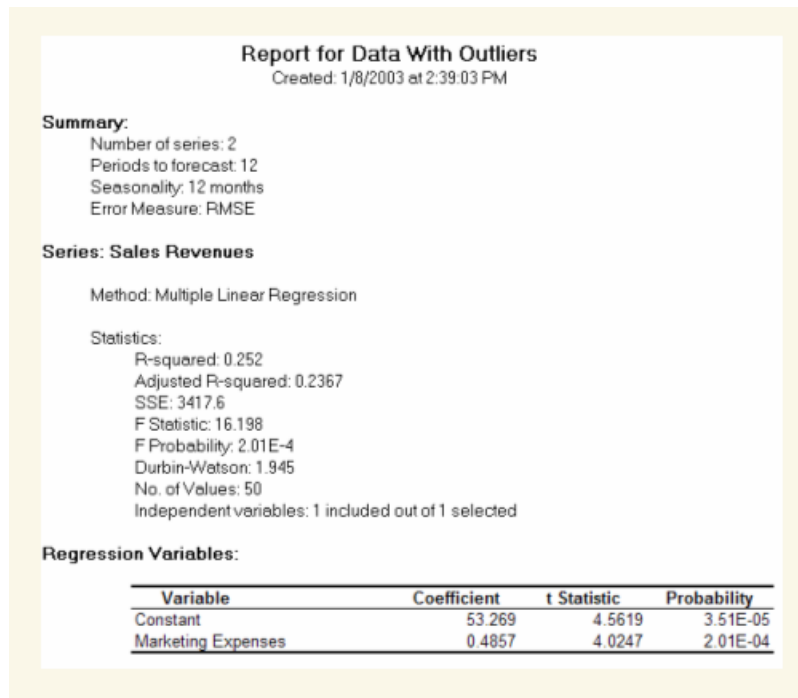 Report for Data With Outliers
Created: 1/8/2003 at 2:39:03 PM
Summary:
Number of series: 2
Periods to forecast: 12
Seasonality: 12 months
Error Measure: RMSE
Series: Sales Revenues
Method: Multiple Linear Regression
Statistics:
R-squared: 0.252
Adjusted R-squared: 0.2367
SSE: 3417.6
F Statistic: 16.198
F Probability: 2.01E-4
Durbin-Watson: 1.945
No. of Values: 50
Independent variables: 1 included out of 1 selected
Regression Variables:
Variable Coefficient t Statistic Probability
Constant 53.269 4.5619 3.51E-05
Marketing Expenses 0.4857 4.0247 2.01E-04